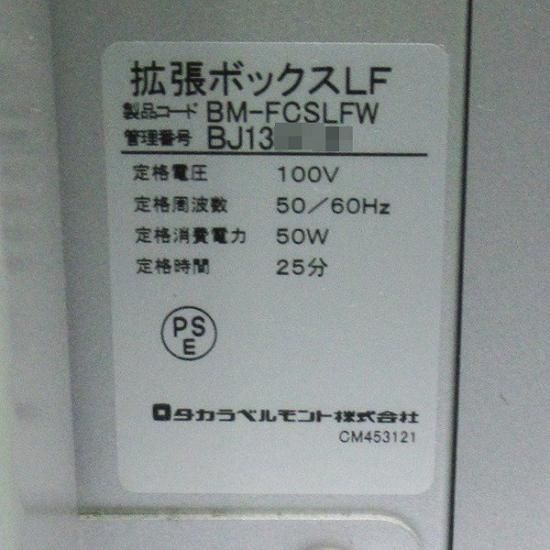 拡張ボックスLF
製品コード BM-FCSLFW
管理番号 BJ13
定格電圧 100V
定格周波数 50／60Hz
定格消費電力 50W
定格時間 25分
PS
E
タカラベルモント株式会社
CM453121